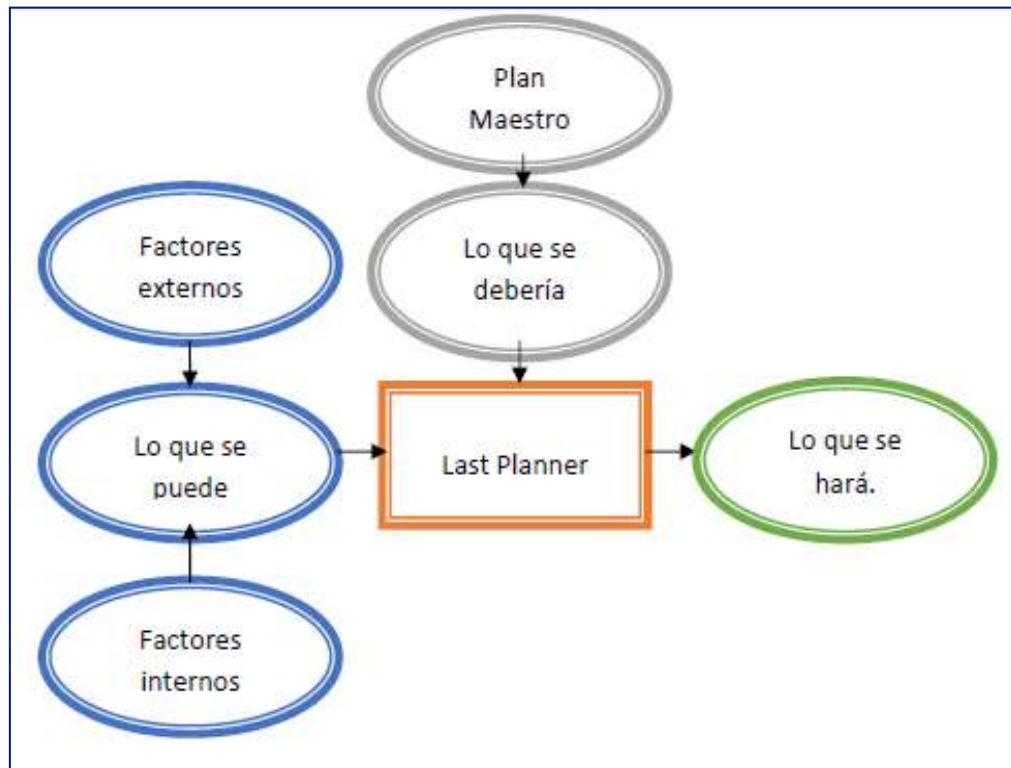 Plan
Maestro
Factores
externos
Lo que se
debería
Lo que se
puede
Last Planner
Lo que se
hará.
Factores
internos